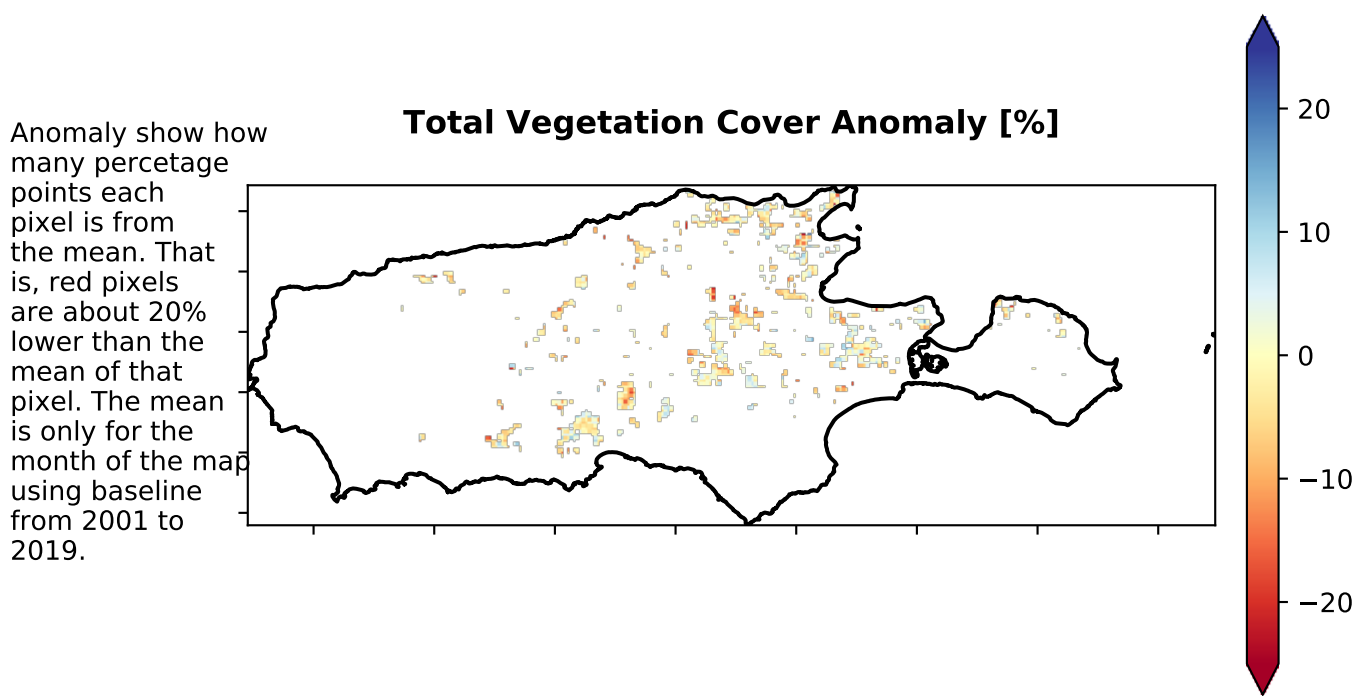 Total Vegetation Cover Anomaly [%]
Anomaly show how
many percetage
points each
pixel is from
the mean. That
is, red pixels
are about 20%
lower than the
mean of that
pixel. The mean
is only for the
month of the map
using baseline
from 2001 to
2019.
20
10
0
−10
−20